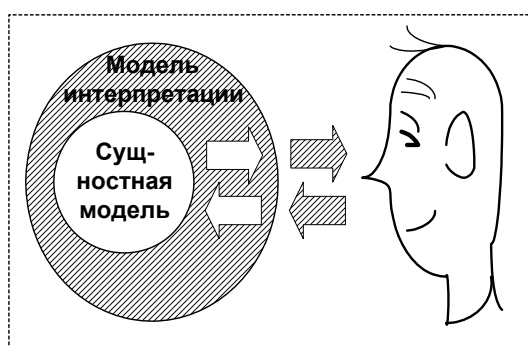 Модель
интерпретации
Сущ-
ностная
модель